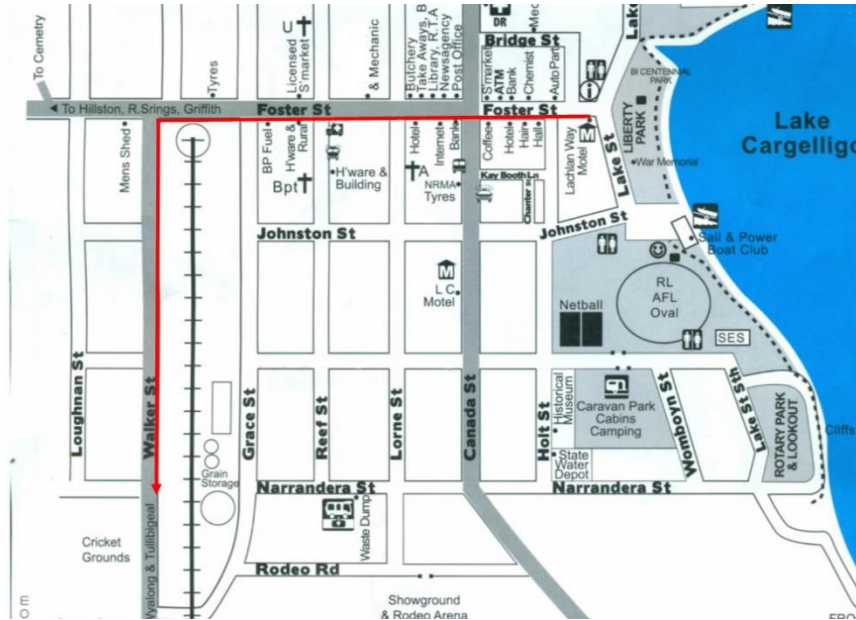 To Cemetry
Tyres
U
Licensed
S'market
& Mechanic
Butchery
Take Aways, B
Library, R.T.A
Newsagency
Post Office
DR
Bridge St
S'market
ATM
Bank
Chemist
Auto Part
Lake
BI CENTENNIAL
PARK
To Hillston, R.Srings, Griffith
Foster St
Foster St
Lake
Cargelligo
Mens Shed
BP Fuel
H'ware &
Rural
Bpt
H'ware &
Building
Hotel
Internet
Bank
A
NRMA
Tyres
Coffee
Hotel
Hair
Hall
Kay Booth Ln
Chanter St
Lachlan Way
Motel
M
Lake St
LIBERTY
PARK
War Memorial
Johnston St
Johnston St
Sail & Power
Boat Club
M
L C
Motel
RL
AFL
Oval
Netball
SES
Loughnan St
Walker St
Grace St
Reef St
Lorne St
Canada St
Holt St
Historical
Museum
Caravan Park
Cabins
Camping
Womboyn St
Lake St Sth
ROTARY PARK
& LOOKOUT
Cliffs
State
Water
Depot
Grain
Storage
Narrandera St
Narrandera St
Waste Dump
Cricket
Grounds
Wyalong & Tullibigeal
Rodeo Rd
Showground
& Rodeo Arena